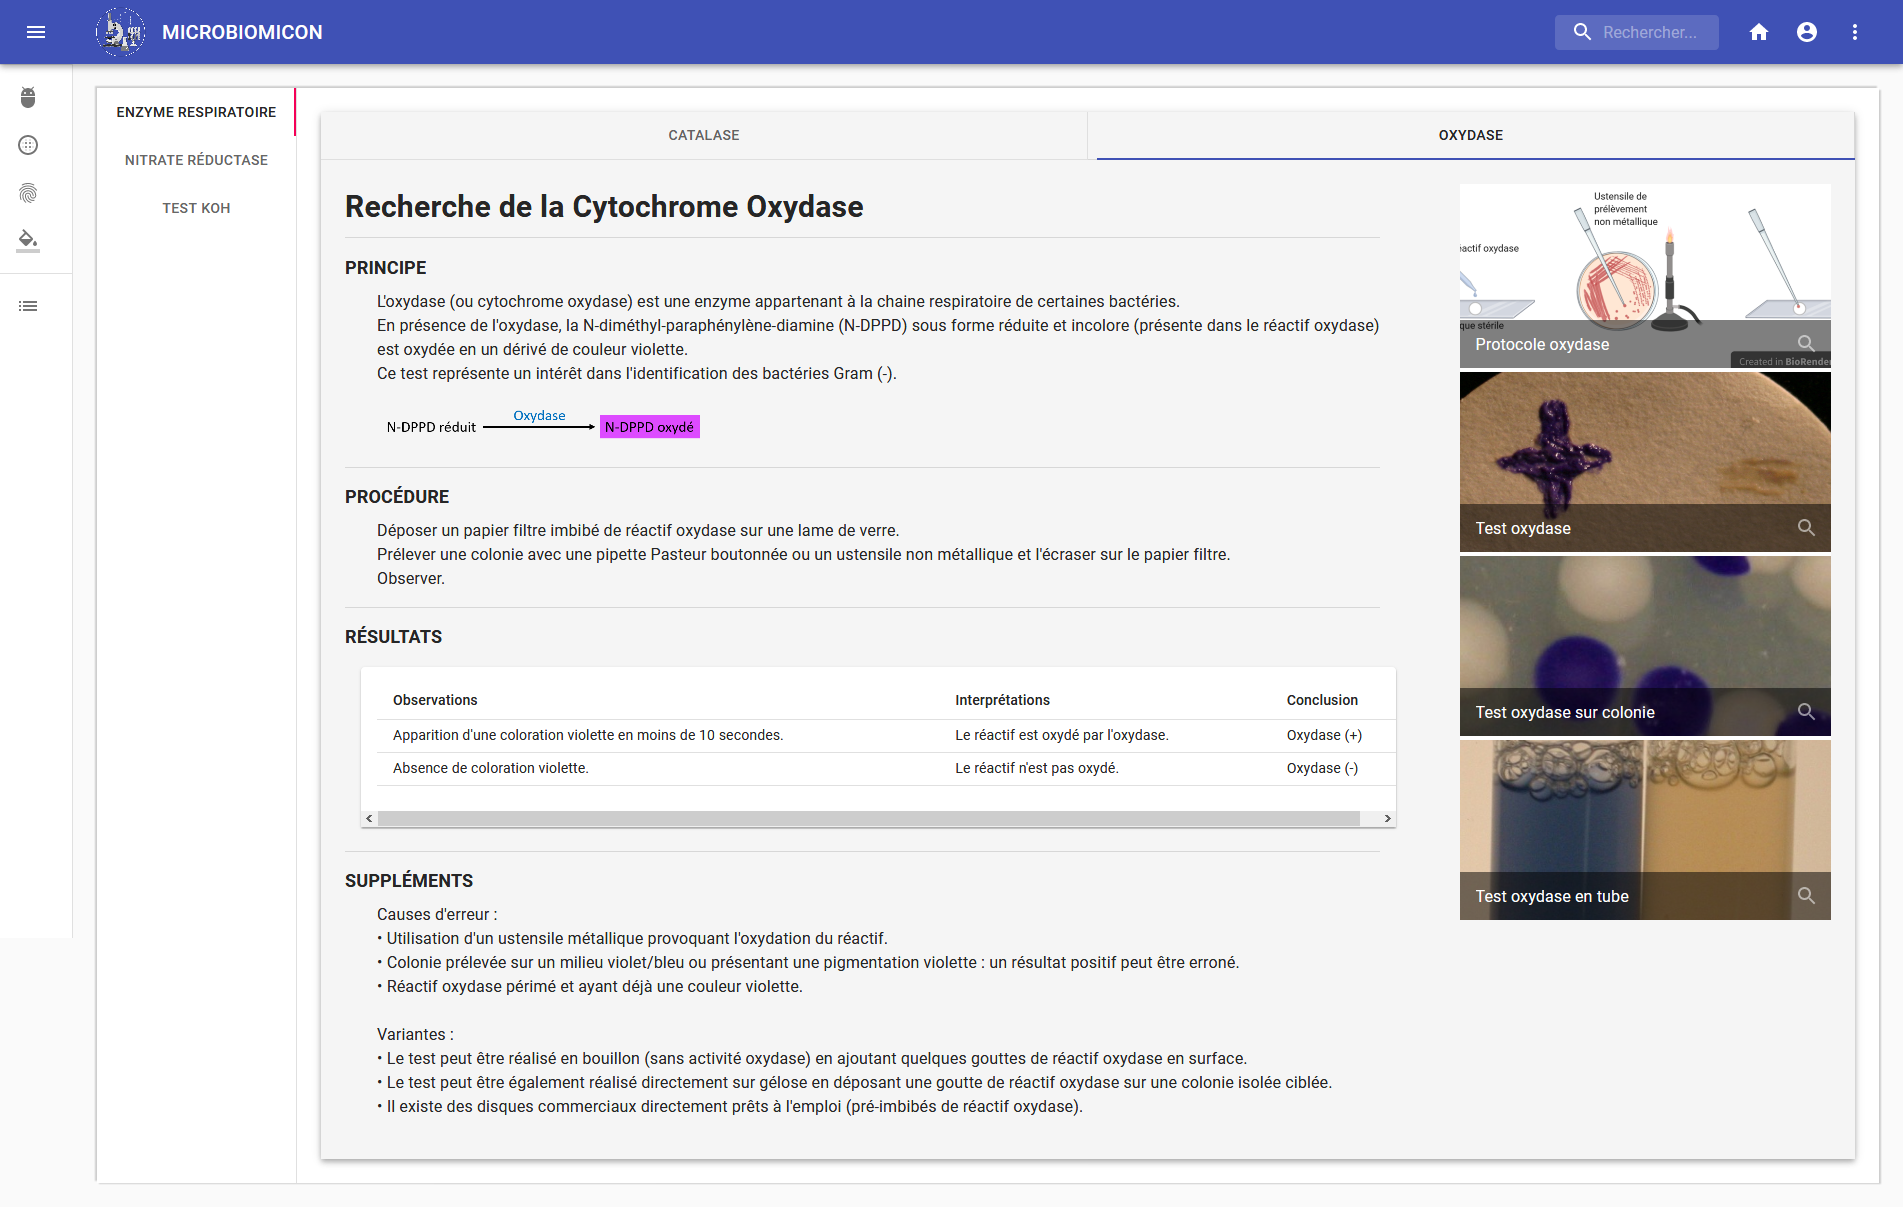 MICROBIOMICON
Rechercher...
ENZYME RESPIRATOIRE
NITRATE RÉDUCTASE
TEST KOH
CATALASE
OXYDASE
Recherche de la Cytochrome Oxydase
PRINCIPE
L'oxydase (ou cytochrome oxydase) est une enzyme appartenant à la chaine respiratoire de certaines bactéries.
En présence de l'oxydase, la N-diméthyl-paraphénylène-diamine (N-DPPD) sous forme réduite et incolore (présente dans le réactif oxydase)
est oxydée en un dérivé de couleur violette.
Ce test représente un intérêt dans l'identification des bactéries Gram (-).
N-DPPD réduit
Oxydase
N-DPPD oxydé
PROCÉDURE
Déposer un papier filtre imbibé de réactif oxydase sur une lame de verre.
Prélever une colonie avec une pipette Pasteur boutonnée ou un ustensile non métallique et l'écraser sur le papier filtre.
Observer.
RÉSULTATS
Observations Interprétations Conclusion
Apparition d'une coloration violette en moins de 10 secondes. Le réactif est oxydé par l'oxydase. Oxydase (+)
Absence de coloration violette. Le réactif n'est pas oxydé. Oxydase (-)
SUPPLÉMENTS
Causes d'erreur :
• Utilisation d'un ustensile métallique provoquant l'oxydation du réactif.
• Colonie prélevée sur un milieu violet/bleu ou présentant une pigmentation violette : un résultat positif peut être erroné.
• Réactif oxydase périmé et ayant déjà une couleur violette.
Variantes :
• Le test peut être réalisé en bouillon (sans activité oxydase) en ajoutant quelques gouttes de réactif oxydase en surface.
• Le test peut être également réalisé directement sur gélose en déposant une goutte de réactif oxydase sur une colonie isolée ciblée.
• Il existe des disques commerciaux directement prêts à l'emploi (pré-imbibés de réactif oxydase).
Ustensile de
prélèvement
non métallique
éactif oxydase
que stérile
Protocole oxydase
Created in BioRender
Test oxydase
Test oxydase sur colonie
Test oxydase en tube